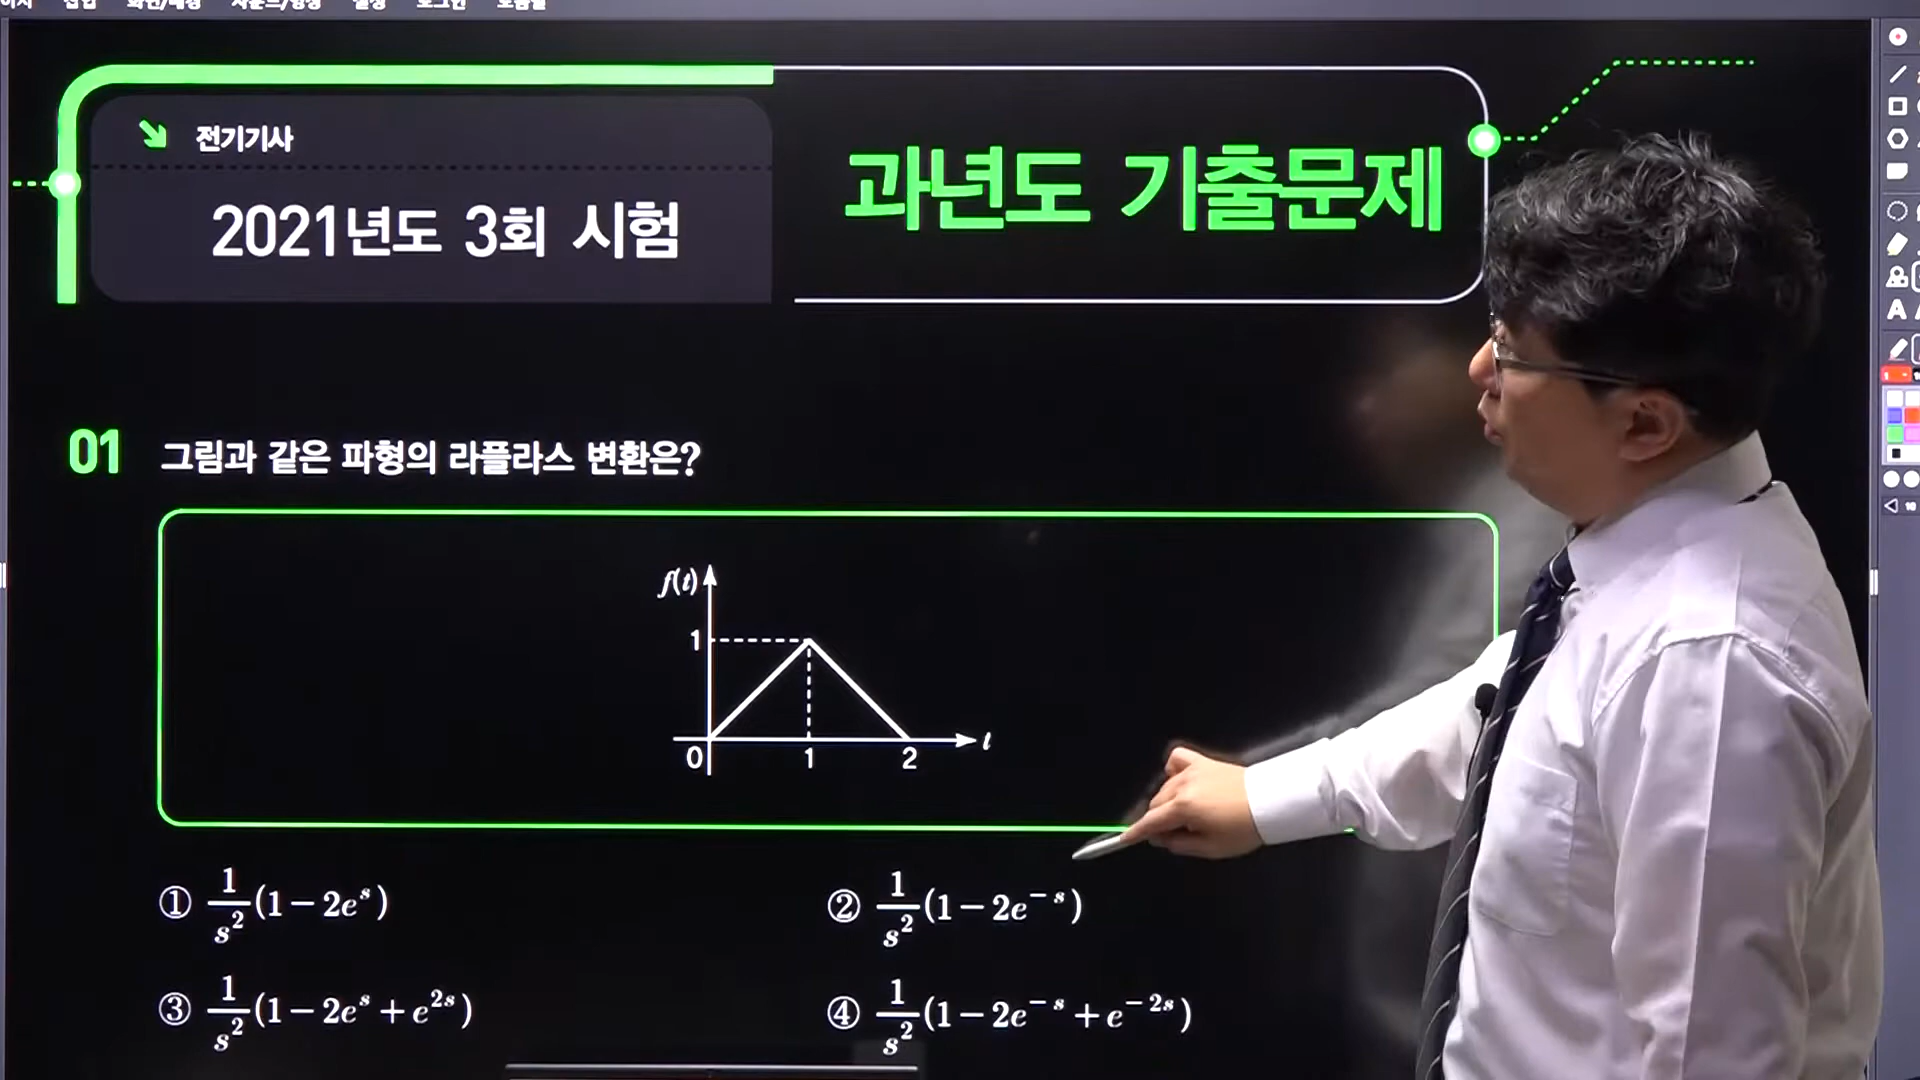 전기기사
2021년도 3회 시험
과년도 기출문제
01 그림과 같은 파형의 라플라스 변환은?
f(t)
1
0 1 2 t
① 1/s² (1 − 2eˢ)
② 1/s² (1 − 2e⁻ˢ)
③ 1/s² (1 − 2eˢ + e²ˢ)
④ 1/s² (1 − 2e⁻ˢ + e⁻²ˢ)